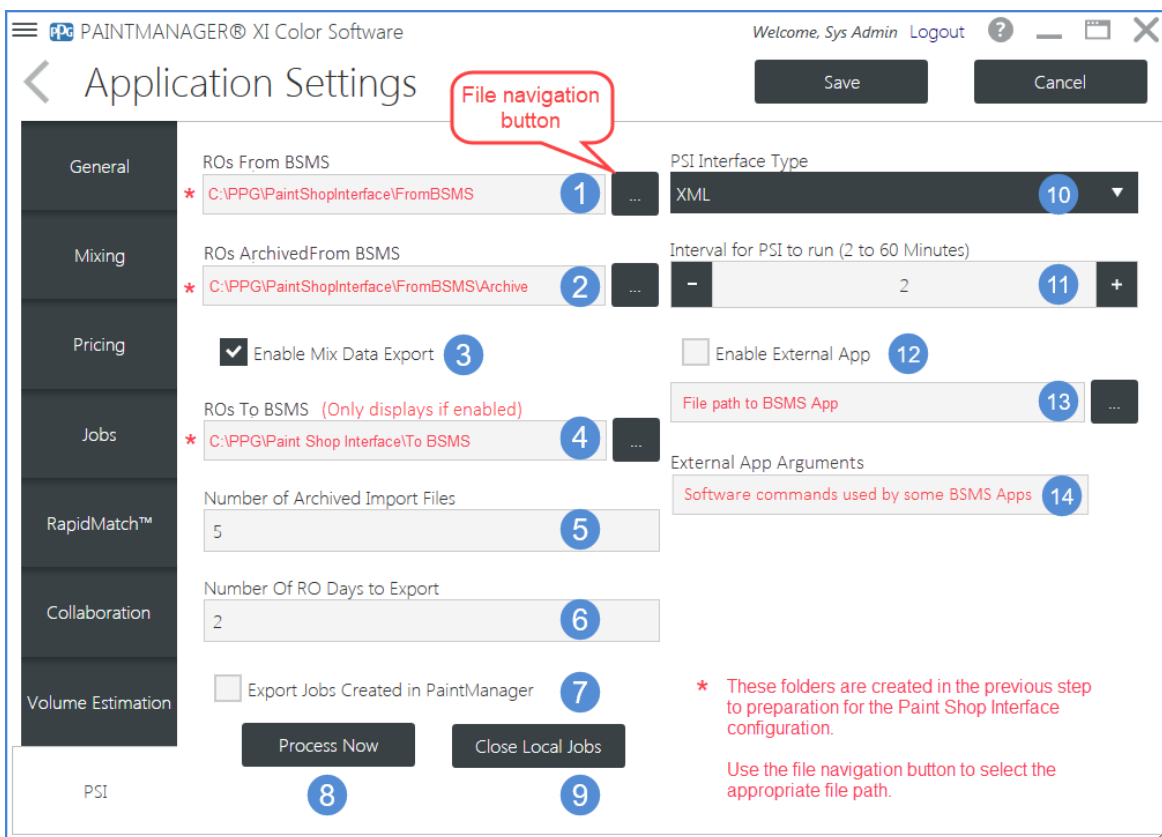 PPG PAINTMANAGER® XI Color Software
Welcome, Sys Admin Logout ?
Application Settings
Save
Cancel
File navigation
button
General
Mixing
Pricing
Jobs
RapidMatch™
Collaboration
Volume Estimation
PSI
ROs From BSMS
* C:\PPG\PaintShopInterface\FromBSMS 1 ...
ROs ArchivedFrom BSMS
* C:\PPG\PaintShopInterface/FromBSMS\Archive 2 ...
Enable Mix Data Export 3
ROs To BSMS (Only displays if enabled)
* C:\PPG\Paint Shop Interface\To BSMS 4 ...
Number of Archived Import Files
5 5
Number Of RO Days to Export
2 6
Export Jobs Created in PaintManager 7
Process Now
Close Local Jobs
8
9
PSI Interface Type
XML 10
Interval for PSI to run (2 to 60 Minutes)
- 2 11 +
Enable External App 12
File path to BSMS App 13 ...
External App Arguments
Software commands used by some BSMS Apps 14
* These folders are created in the previous step
to preparation for the Paint Shop Interface
configuration.
Use the file navigation button to select the
appropriate file path.